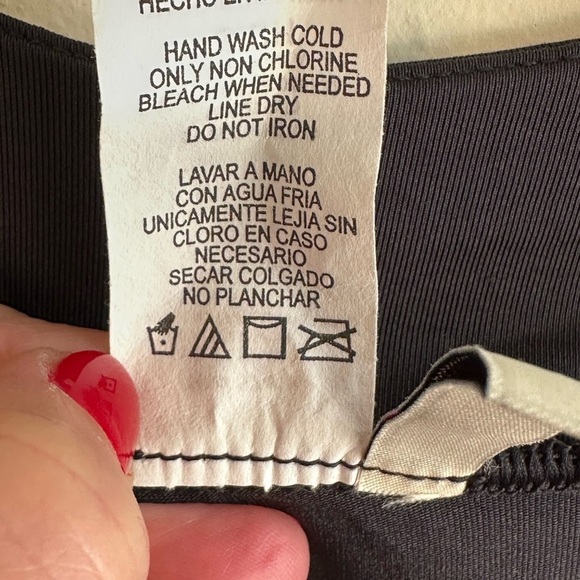 HECHO
HAND WASH COLD
ONLY NON CHLORINE
BLEACH WHEN NEEDED
LINE DRY
DO NOT IRON
LAVAR A MANO
CON AGUA FRIA
UNICAMENTE LEJIA SIN
CLORO EN CASO
NECESARIO
SECAR COLGADO
NO PLANCHAR